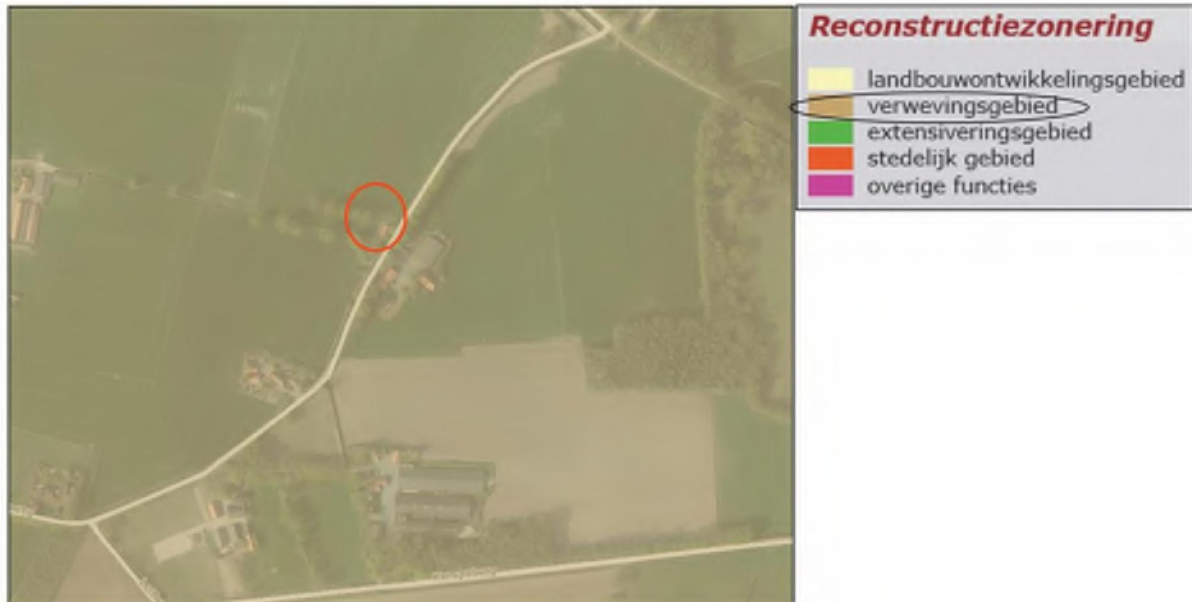 Reconstructiezonering
landbouwontwikkelingsgebied
verwevingsgebied
extensiveringsgebied
stedelijk gebied
overige functies